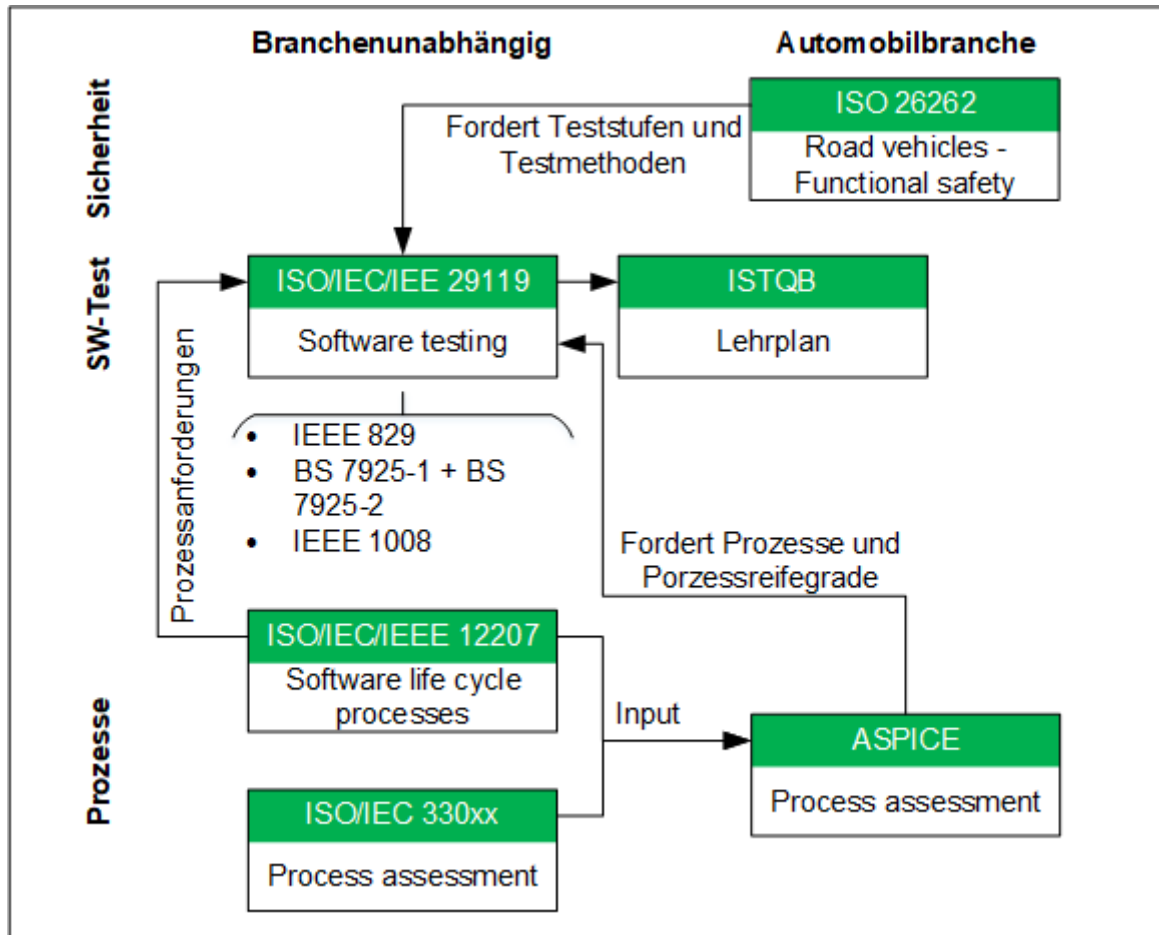 Branchenunabhängig
Automobilbranche
Sicherheit
ISO 26262
Road vehicles -
Functional safety
Fordert Teststufen und
Testmethoden
SW-Test
ISO/IEC/IEE 29119
Software testing
ISTQB
Lehrplan
Prozessanforderungen
• IEEE 829
• BS 7925-1 + BS
7925-2
• IEEE 1008
Fordert Prozesse und
Porzessreifegrade
Prozesse
ISO/IEC/IEEE 12207
Software life cycle
processes
Input
ASPICE
Process assessment
ISO/IEC 330xx
Process assessment